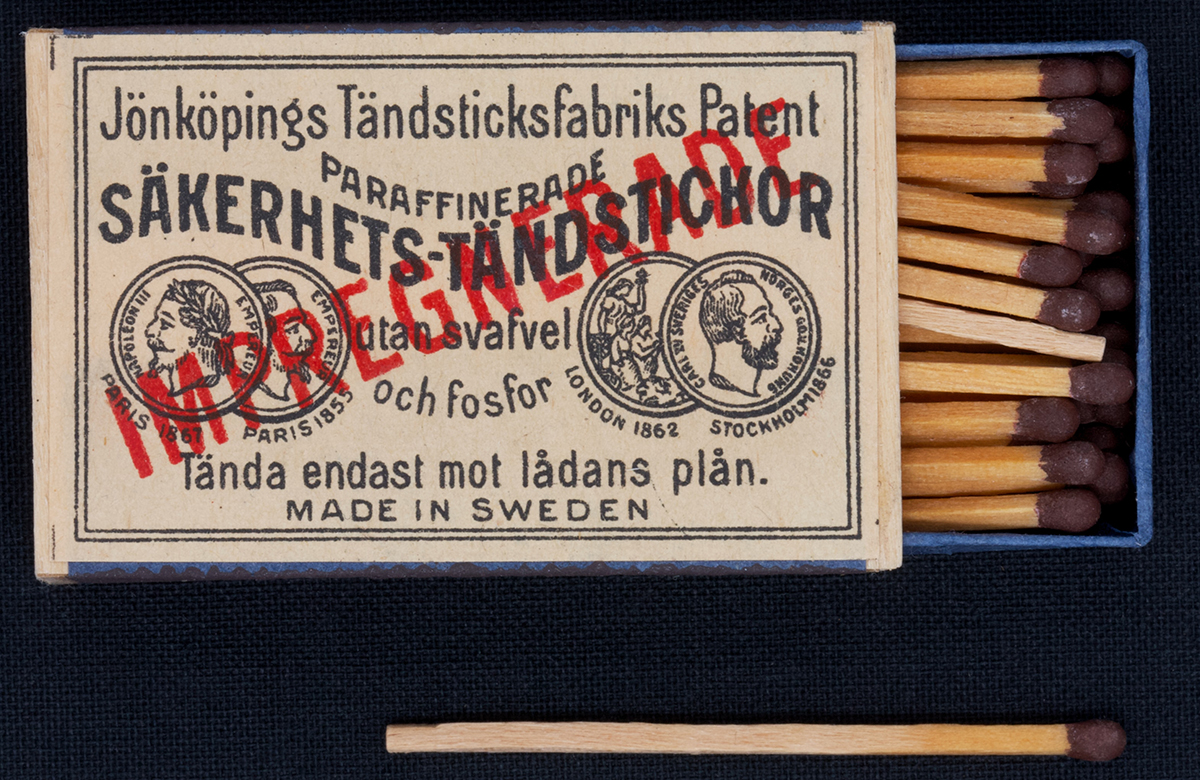 Jönköpings Tändsticksfabriks Patent
PARAFFINERADE
SÄKERHETS-TÄNDSTICKOR
IMPREGNERADE
utan svafvel
och fosfor
NAPOLEON III EMPEREUR
EMPEREUR
PARIS 1867
PARIS 1855
LONDON 1862
CARL XV SVERIGES NORGES
STOCKHOLM 1866
Tända endast mot lådans plån.
MADE IN SWEDEN